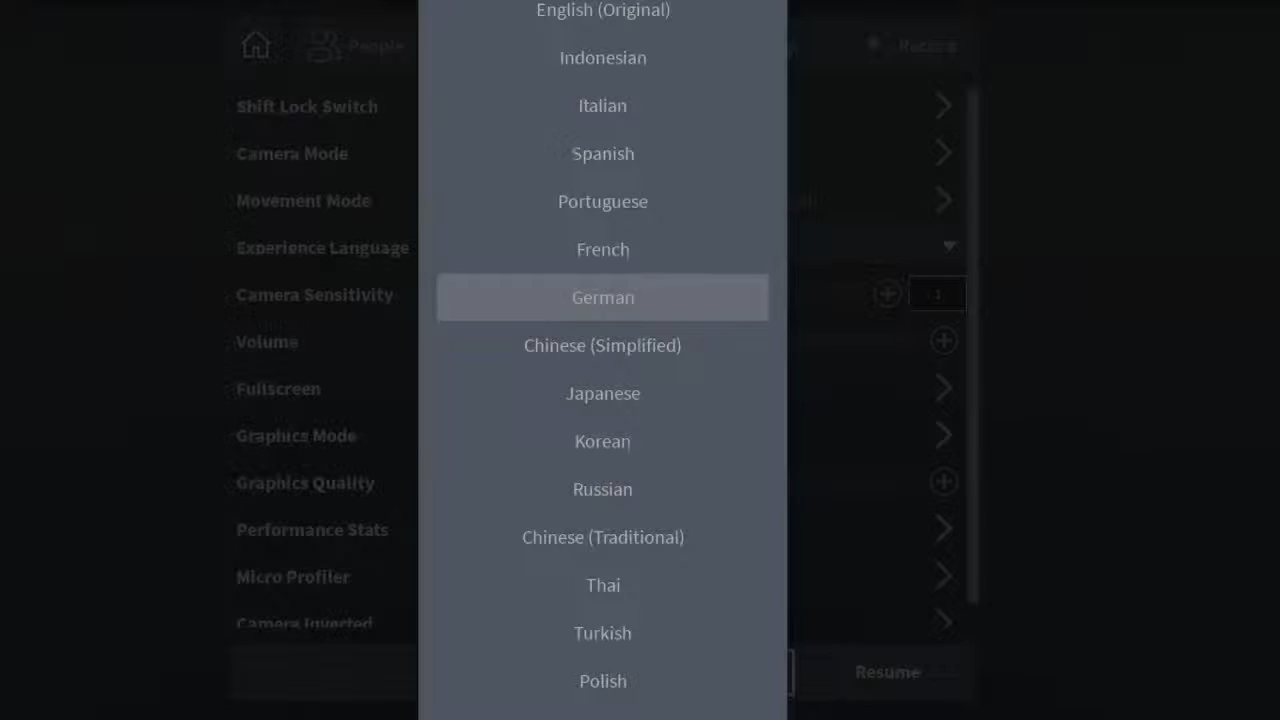 English (Original)
Indonesian
Italian
Spanish
Portuguese
French
German
Chinese (Simplified)
Japanese
Korean
Russian
Chinese (Traditional)
Thai
Turkish
Polish
People
Record
Shift Lock Switch
Camera Mode
Movement Mode
Experience Language
Camera Sensitivity
1
Volume
Fullscreen
Graphics Mode
Graphics Quality
Performance Stats
Micro Profiler
Camera Inverted
Resume